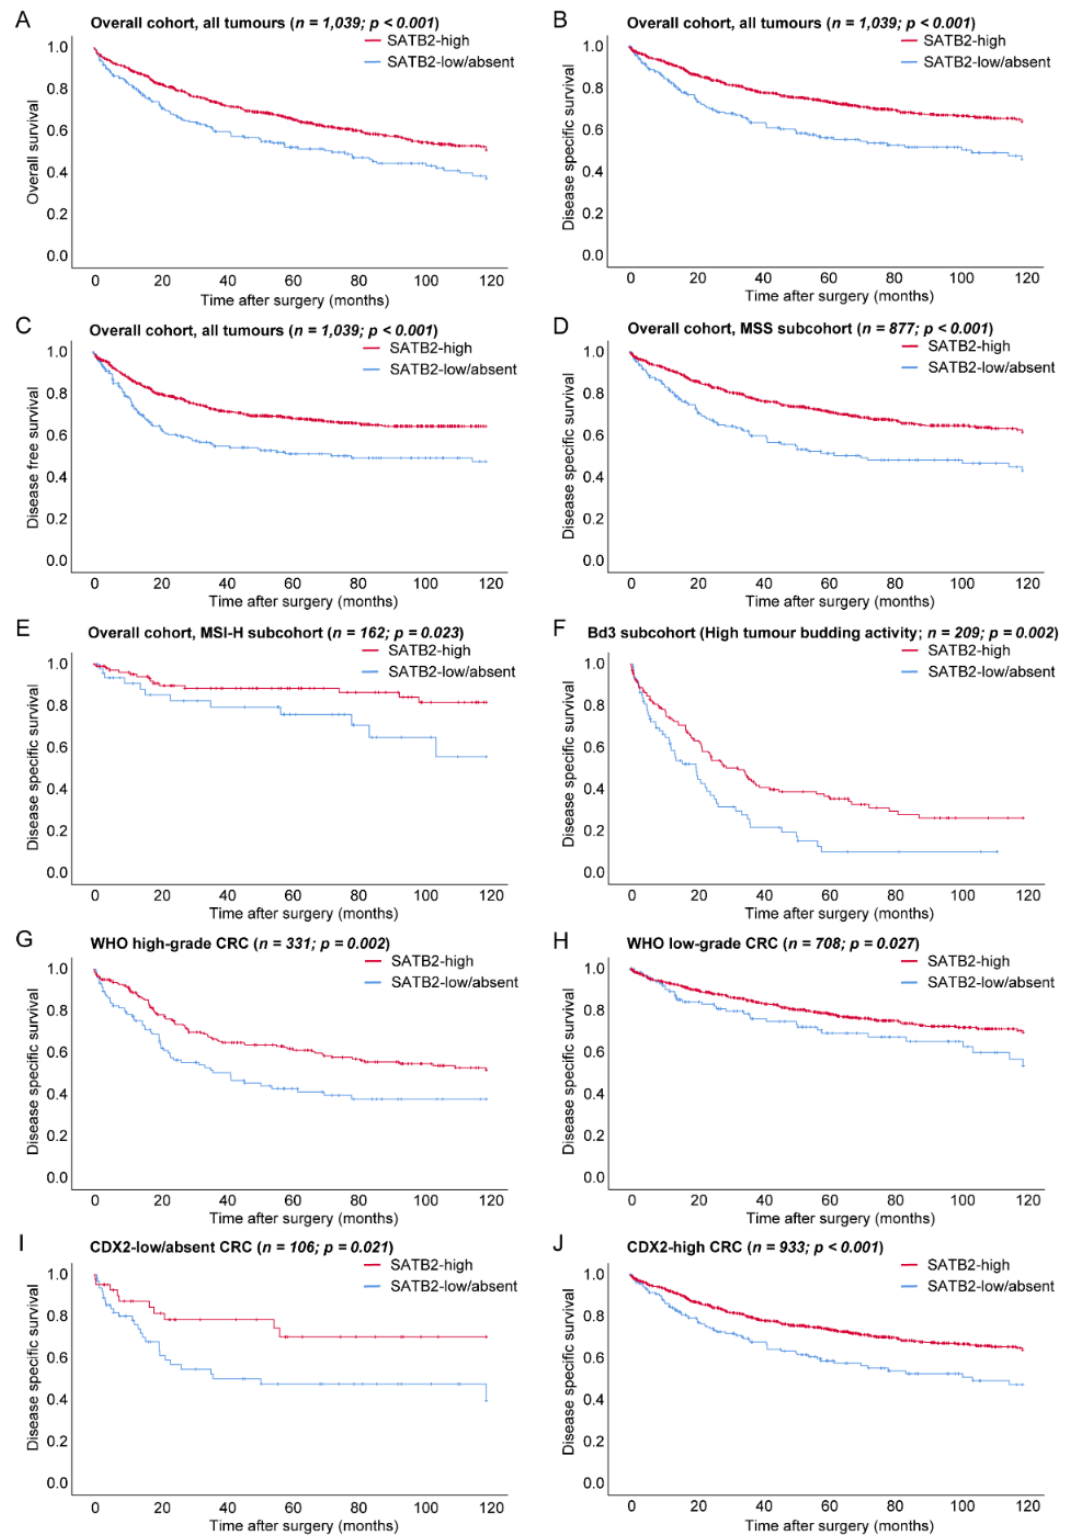 A
Overall cohort, all tumours (n = 1,039; p < 0.001)
SATB2-high
SATB2-low/absent
1.0
0.8
0.6
0.4
0.2
0.0
Overall survival
0 20 40 60 80 100 120
Time after surgery (months)
B
Overall cohort, all tumours (n = 1,039; p < 0.001)
SATB2-high
SATB2-low/absent
1.0
0.8
0.6
0.4
0.2
0.0
Disease specific survival
0 20 40 60 80 100 120
Time after surgery (months)
C
Overall cohort, all tumours (n = 1,039; p < 0.001)
SATB2-high
SATB2-low/absent
1.0
0.8
0.6
0.4
0.2
0.0
Disease free survival
0 20 40 60 80 100 120
Time after surgery (months)
D
Overall cohort, MSS subcohort (n = 877; p < 0.001)
SATB2-high
SATB2-low/absent
1.0
0.8
0.6
0.4
0.2
0.0
Disease specific survival
0 20 40 60 80 100 120
Time after surgery (months)
E
Overall cohort, MSI-H subcohort (n = 162; p = 0.023)
SATB2-high
SATB2-low/absent
1.0
0.8
0.6
0.4
0.2
0.0
Disease specific survival
0 20 40 60 80 100 120
Time after surgery (months)
F
Bd3 subcohort (High tumour budding activity; n = 209; p = 0.002)
SATB2-high
SATB2-low/absent
1.0
0.8
0.6
0.4
0.2
0.0
Disease specific survival
0 20 40 60 80 100 120
Time after surgery (months)
G
WHO high-grade CRC (n = 331; p = 0.002)
SATB2-high
SATB2-low/absent
1.0
0.8
0.6
0.4
0.2
0.0
Disease specific survival
0 20 40 60 80 100 120
Time after surgery (months)
H
WHO low-grade CRC (n = 708; p = 0.027)
SATB2-high
SATB2-low/absent
1.0
0.8
0.6
0.4
0.2
0.0
Disease specific survival
0 20 40 60 80 100 120
Time after surgery (months)
I
CDX2-low/absent CRC (n = 106; p = 0.021)
SATB2-high
SATB2-low/absent
1.0
0.8
0.6
0.4
0.2
0.0
Disease specific survival
0 20 40 60 80 100 120
Time after surgery (months)
J
CDX2-high CRC (n = 933; p < 0.001)
SATB2-high
SATB2-low/absent
1.0
0.8
0.6
0.4
0.2
0.0
Disease specific survival
0 20 40 60 80 100 120
Time after surgery (months)